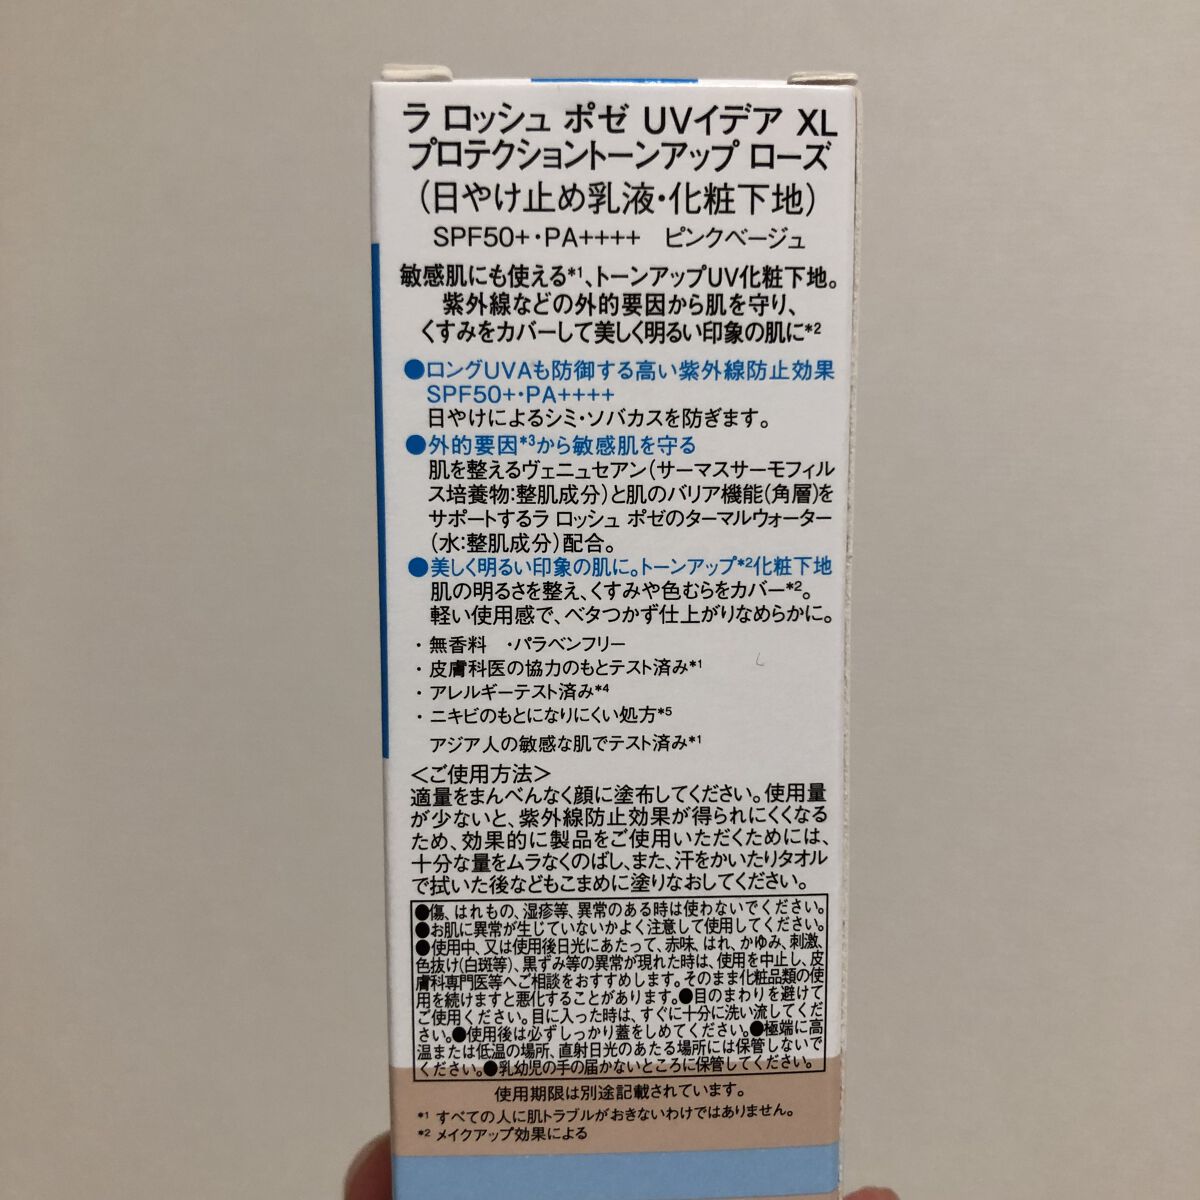 ラ ロッシュ ポゼ UVイデア XL
プロテクショントーンアップ ローズ
(日やけ止め乳液・化粧下地)
SPF50+・PA++++ ピンクベージュ
敏感肌にも使える*1、トーンアップUV化粧下地。
紫外線などの外的要因から肌を守り、
くすみをカバーして美しく明るい印象の肌に*2
●ロングUVAも防御する高い紫外線防止効果
SPF50+・PA++++
日やけによるシミ・ソバカスを防ぎます。
●外的要因*3から敏感肌を守る
肌を整えるヴェニュセアン(サーマスサーモフィル
ス培養物:整肌成分)と肌のバリア機能(角層)を
サポートするラ ロッシュ ポゼのターマルウォーター
(水:整肌成分)配合。
●美しく明るい印象の肌に。トーンアップ*2化粧下地
肌の明るさを整え、くすみや色むらをカバー*2。
軽い使用感で、ベタつかず仕上がりなめらかに。
・無香料 ・パラベンフリー
・皮膚科医の協力のもとテスト済み*1
・アレルギーテスト済み*4
・ニキビのもとになりにくい処方*5
アジア人の敏感な肌でテスト済み*1
＜ご使用方法＞
適量をまんべんなく顔に塗布してください。使用量
が少ないと、紫外線防止効果が得られにくくなる
ため、効果的に製品をご使用いただくためには、
十分な量をムラなくのばし、また、汗をかいたりタオル
で拭いた後などもこまめに塗りなおしてください。
●傷、はれもの、湿疹等、異常のある時は使わないでください。
●お肌に異常が生じていないかよく注意して使用してください。
●使用中、又は使用後日光にあたって、赤味、はれ、かゆみ、刺激、
色抜け(白斑等)、黒ずみ等の異常が現れた時は、使用を中止し、皮
膚科専門医等へご相談をおすすめします。そのまま化粧品類の使
用を続けますと悪化することがあります。●目のまわりを避けて
ご使用ください。目に入った時は、すぐに十分に洗い流してくだ
さい。●使用後は必ずしっかり蓋をしめてください。●極端に高
温または低温の場所、直射日光のあたる場所には保管しないで
ください。●乳幼児の手の届かないところに保管してください。
使用期限は別途記載されています。
*1 すべての人に肌トラブルがおきないわけではありません。
*2 メイクアップ効果による